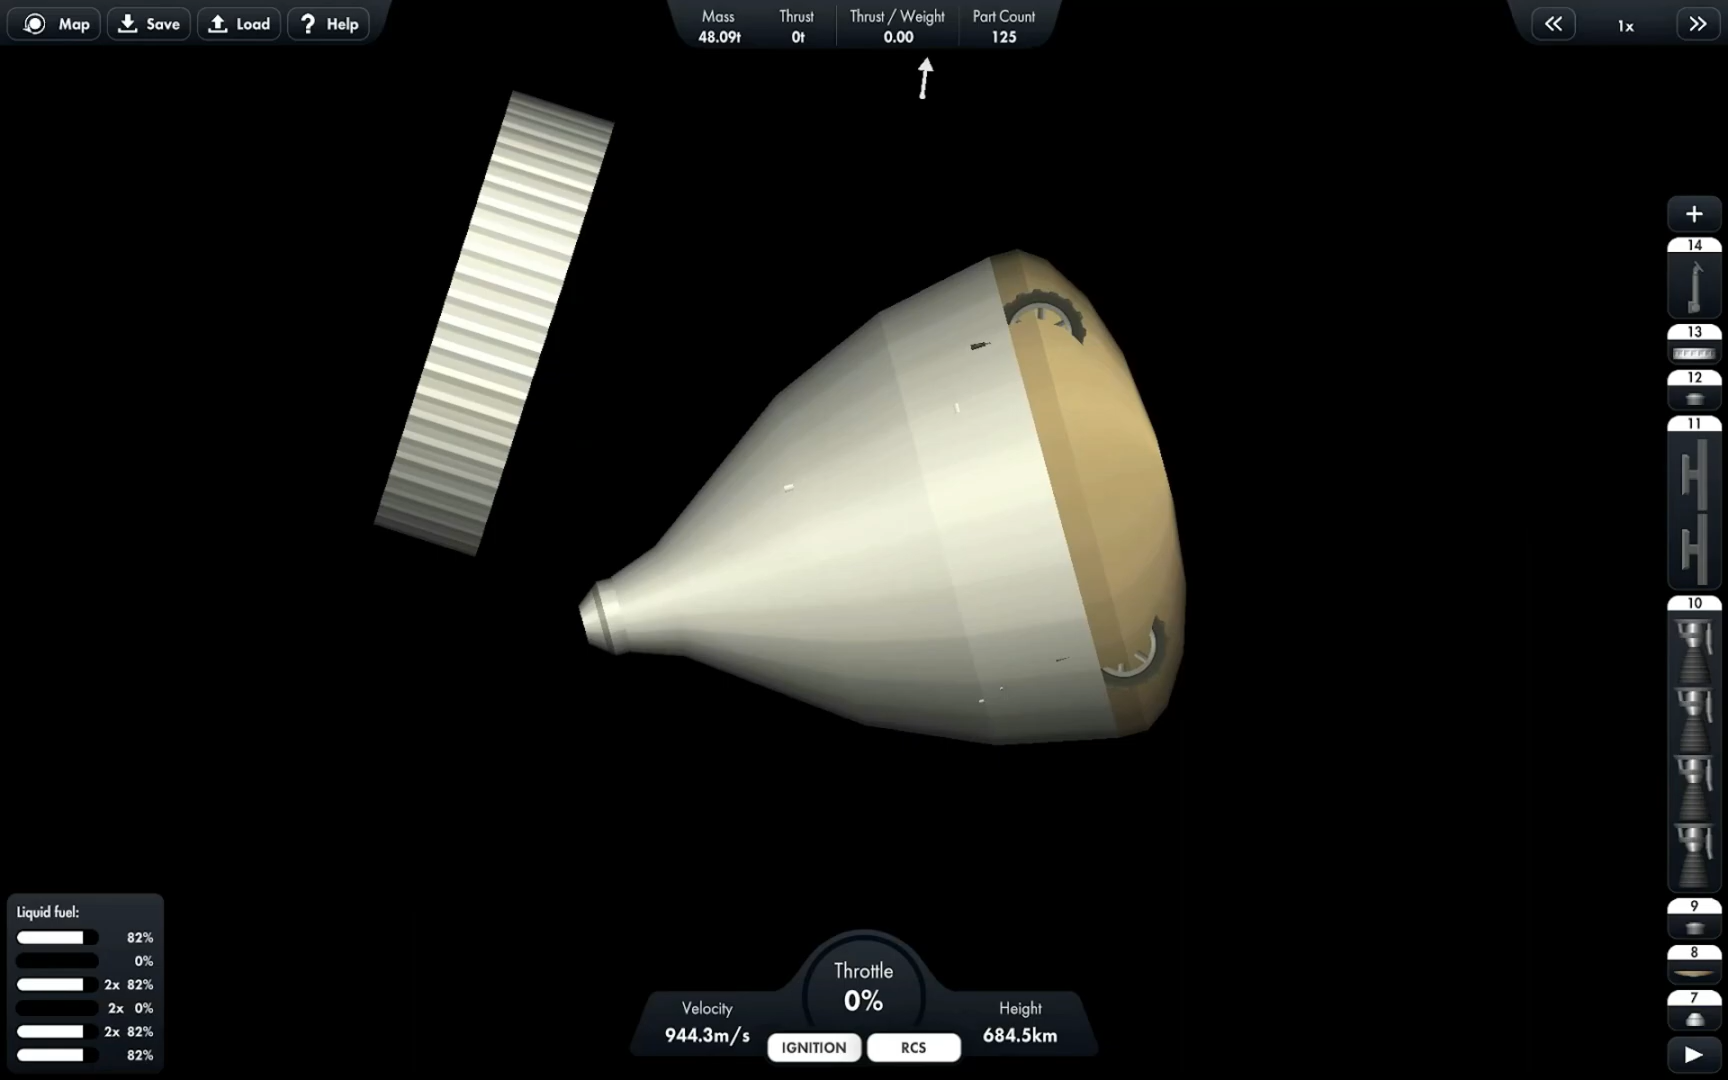 Map
Save
Load
Help
Mass
48.09t
Thrust
0t
Thrust / Weight
0.00
Part Count
125
1x
14
13
12
11
10
9
8
7
Liquid fuel:
82%
0%
2x 82%
2x 0%
2x 82%
82%
Throttle
0%
Velocity
944.3m/s
IGNITION
RCS
Height
684.5km